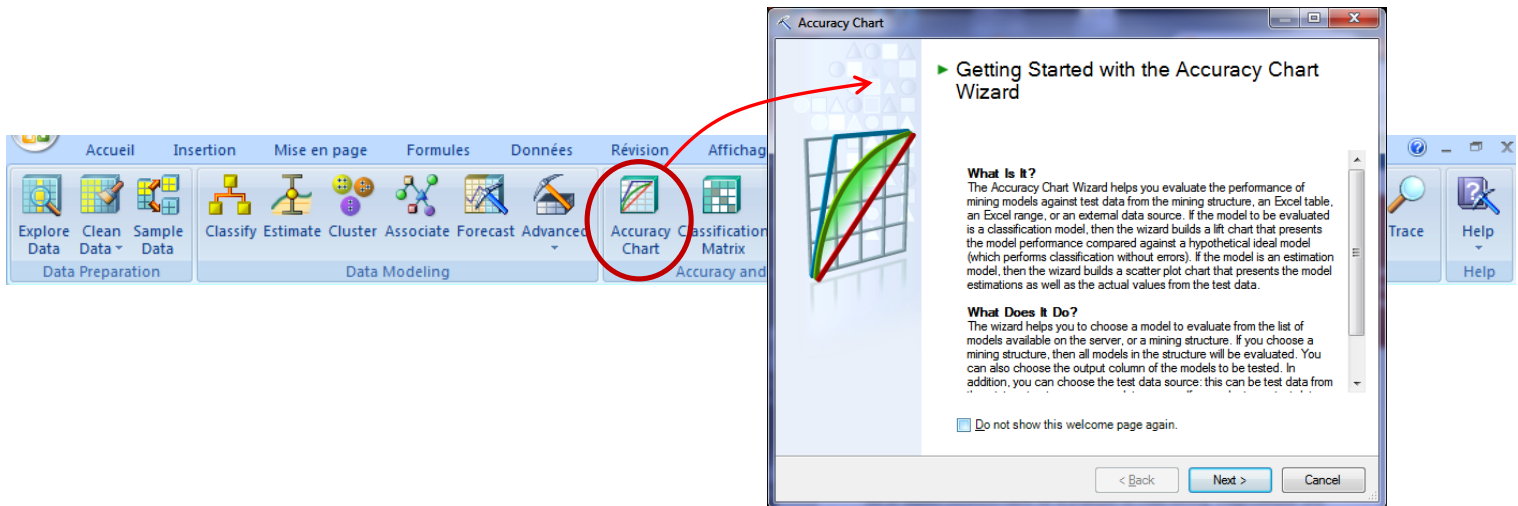 Accuracy Chart
Getting Started with the Accuracy Chart
Wizard
What Is It?
The Accuracy Chart Wizard helps you evaluate the performance of
mining models against test data from the mining structure, an Excel table,
an Excel range, or an external data source. If the model to be evaluated
is a classification model, then the wizard builds a lift chart that presents
the model performance compared against a hypothetical ideal model
(which performs classification without errors). If the model is an estimation
model, then the wizard builds a scatter plot chart that presents the model
estimations as well as the actual values from the test data.
What Does It Do?
The wizard helps you to choose a model to evaluate from the list of
models available on the server, or a mining structure. If you choose a
mining structure, then all models in the structure will be evaluated. You
can also choose the output column of the models to be tested. In
addition, you can choose the test data source: this can be test data from
Do not show this welcome page again.
< Back Next > Cancel
Accueil Insertion Mise en page Formules Données Révision Affichag
Explore Clean Sample Classify Estimate Cluster Associate Forecast Advanced Accuracy Classification Trace Help
Data Data Data Chart Matrix
Data Preparation Data Modeling Accuracy and Help